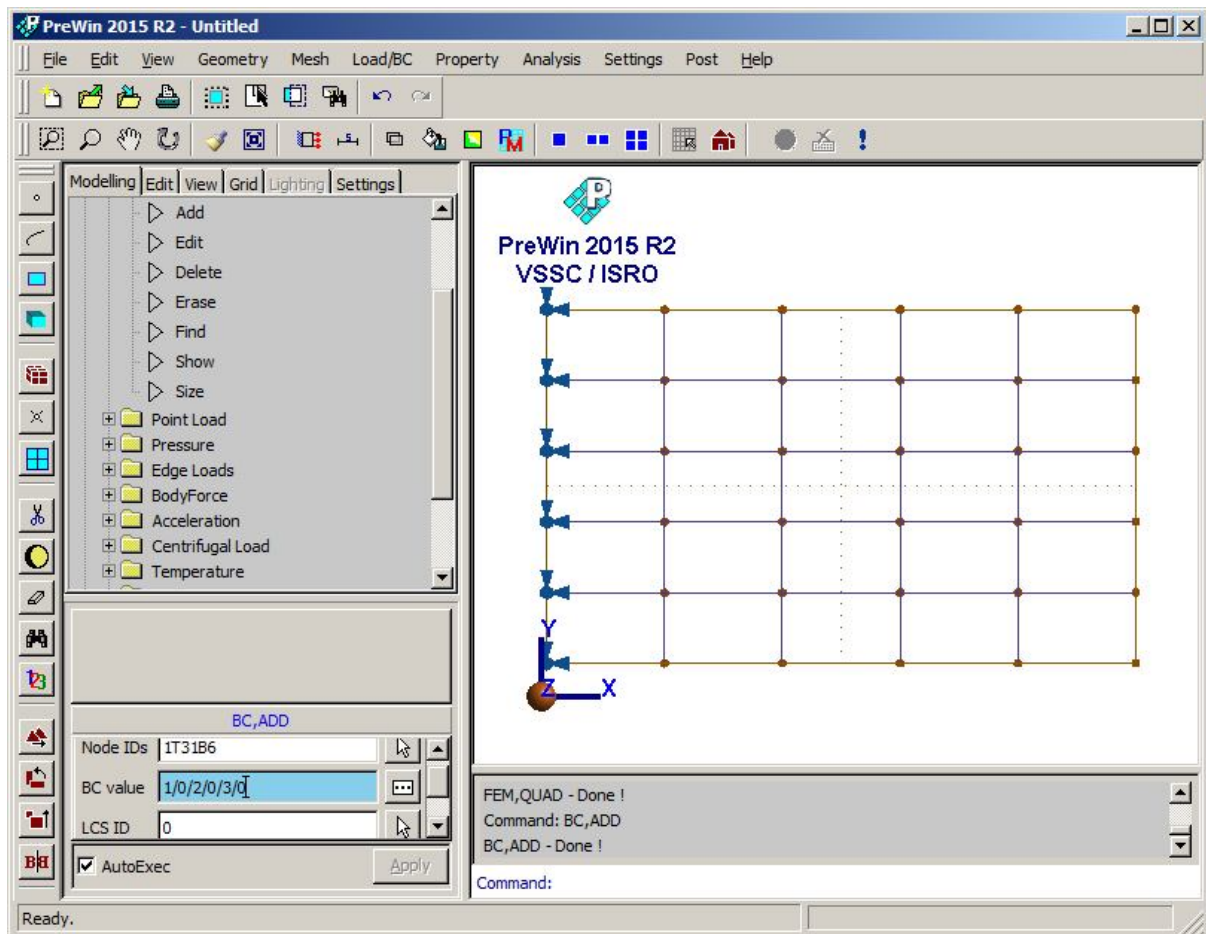 PreWin 2015 R2 - Untitled
File Edit View Geometry Mesh Load/BC Property Analysis Settings Post Help
Modelling Edit View Grid Lighting Settings
Add
Edit
Delete
Erase
Find
Show
Size
Point Load
Pressure
Edge Loads
BodyForce
Acceleration
Centrifugal Load
Temperature
123
B B
BC,ADD
Node IDs 1T31B6
BC value 1/0/2/0/3/0
LCS ID 0
AutoExec Apply
P
PreWin 2015 R2
VSSC / ISRO
Y
Z X
FEM,QUAD - Done !
Command: BC,ADD
BC,ADD - Done !
Command:
Ready.